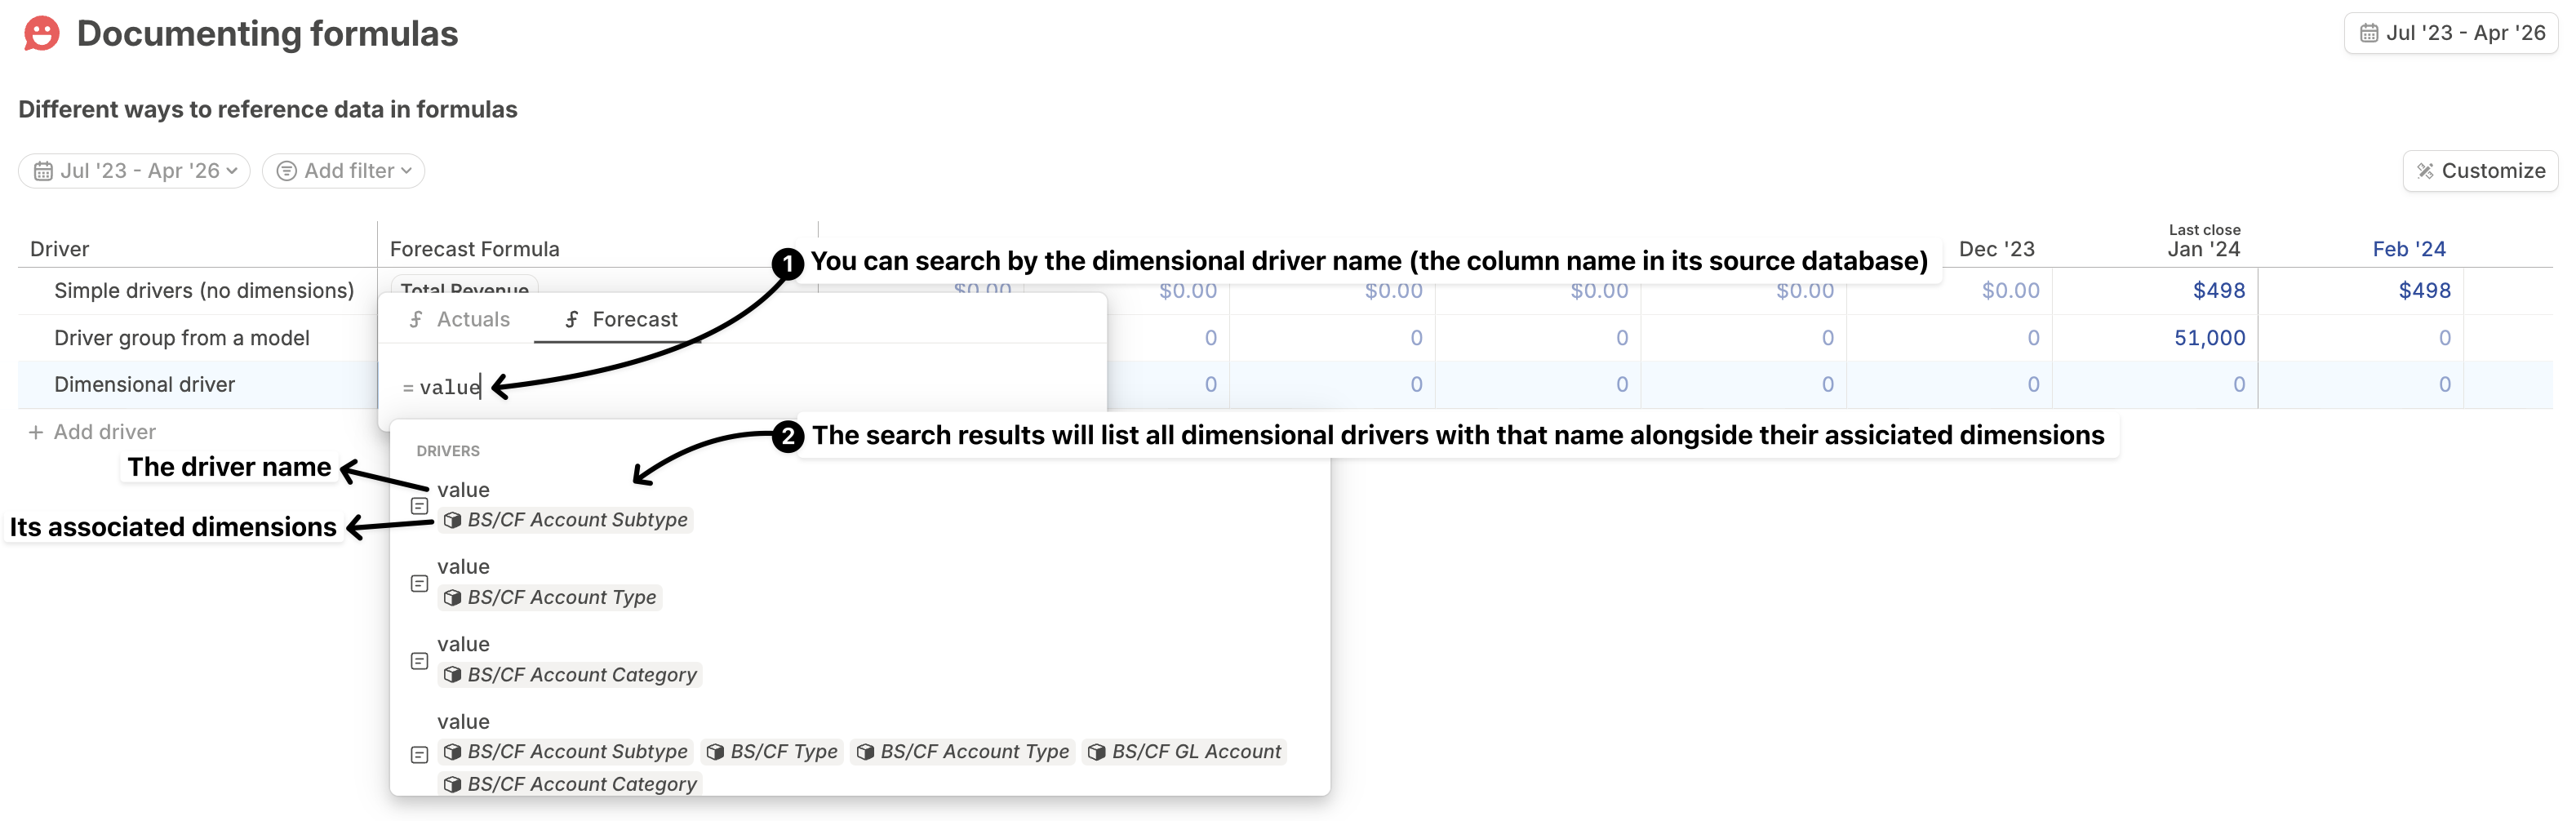 Documenting formulas
Jul '23 - Apr '26
Different ways to reference data in formulas
Jul '23 - Apr '26
Add filter
Customize
Driver
Forecast Formula
Dec '23
Last close
Jan '24
Feb '24
1 You can search by the dimensional driver name (the column name in its source database)
Simple drivers (no dimensions)
Total Revenue
$0.00 $0.00 $0.00 $0.00 $0.00 $0.00 $498 $498
Actuals
Forecast
Driver group from a model
0 0 0 0 0 51,000 0
Dimensional driver
= value
0 0 0 0 0 0 0
+ Add driver
2 The search results will list all dimensional drivers with that name alongside their assiciated dimensions
DRIVERS
The driver name
value
Its associated dimensions
BS/CF Account Subtype
value
BS/CF Account Type
value
BS/CF Account Category
value
BS/CF Account Subtype BS/CF Type BS/CF Account Type BS/CF GL Account
BS/CF Account Category